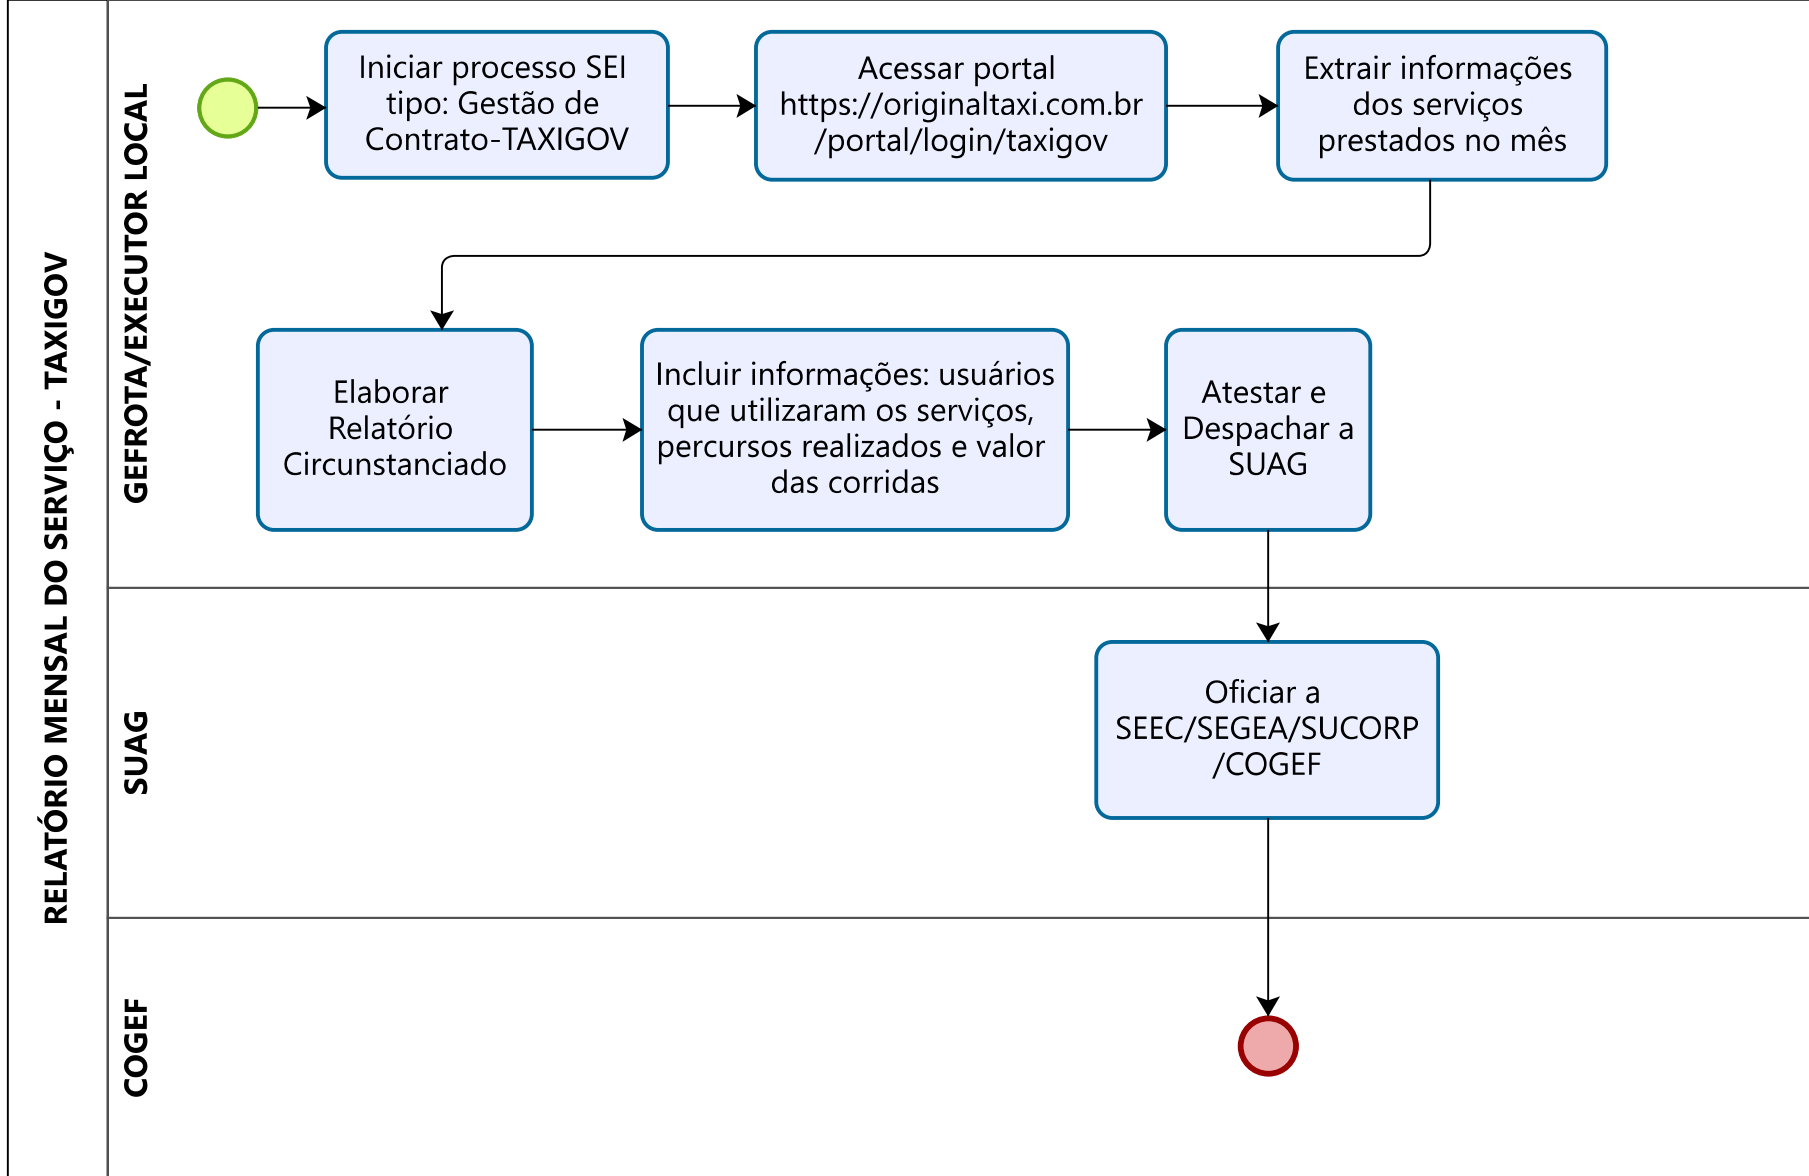 RELATÓRIO MENSAL DO SERVIÇO - TAXIGOV
GEFROTA/EXECUTOR LOCAL
Iniciar processo SEI
tipo: Gestão de
Contrato-TAXIGOV
Acessar portal
https://originaltaxi.com.br
/portal/login/taxigov
Extrair informações
dos serviços
prestados no mês
Elaborar
Relatório
Circunstanciado
Incluir informações: usuários
que utilizaram os serviços,
percursos realizados e valor
das corridas
Atestar e
Despachar a
SUAG
SUAG
Oficiar a
SEEC/SEGEA/SUCORP
/COGEF
COGEF